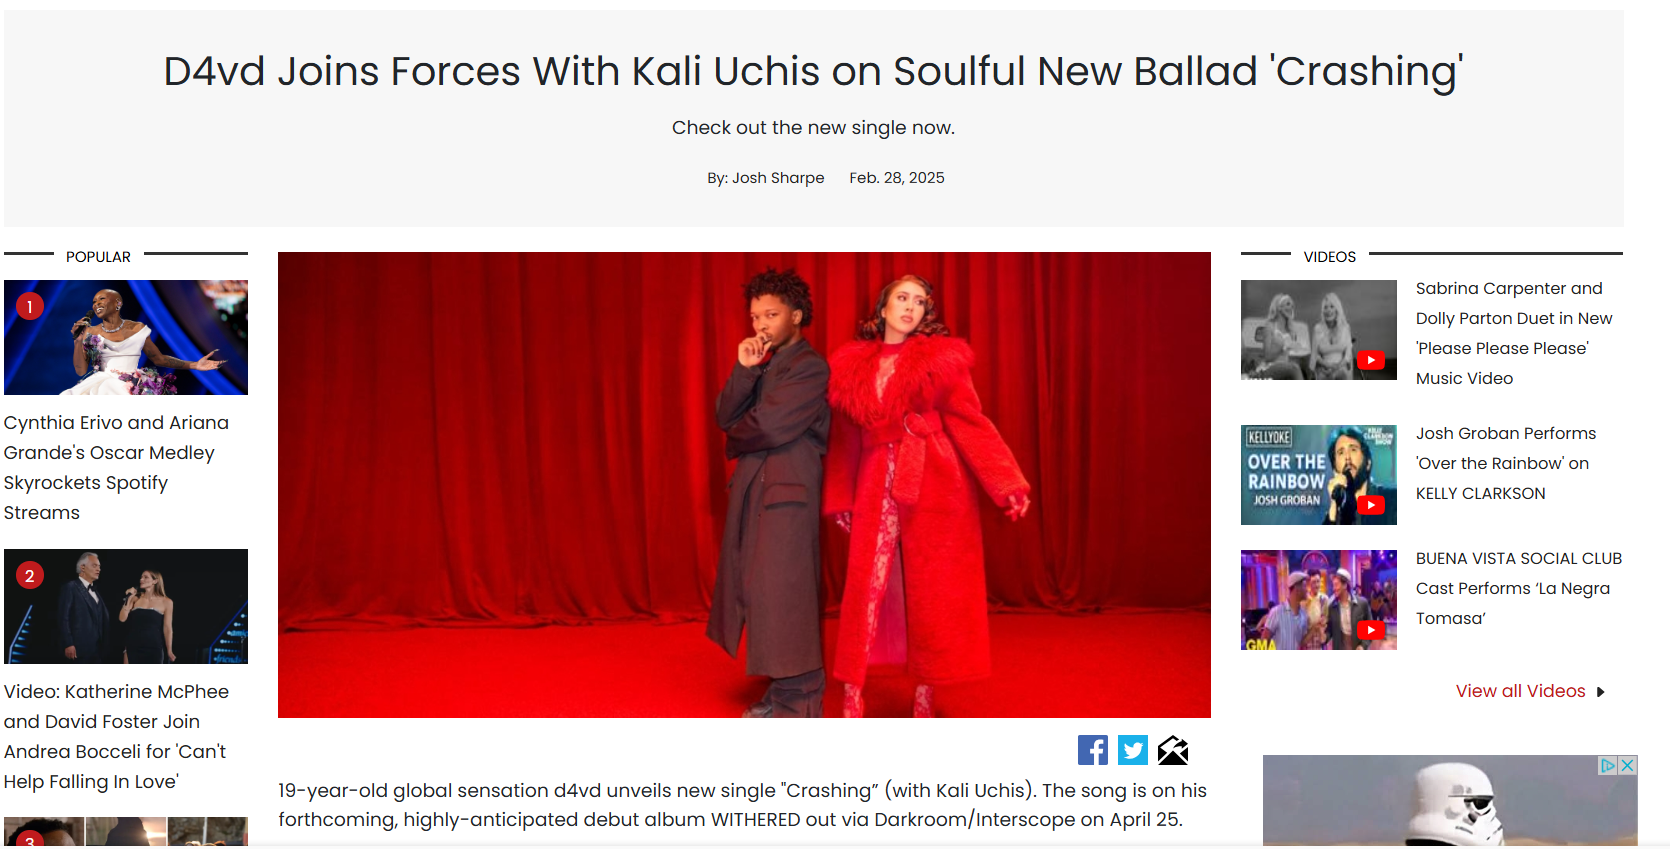 D4vd Joins Forces With Kali Uchis on Soulful New Ballad 'Crashing'
Check out the new single now.
By: Josh Sharpe Feb. 28, 2025
POPULAR
1
Cynthia Erivo and Ariana
Grande's Oscar Medley
Skyrockets Spotify
Streams
2
friends
Video: Katherine McPhee
and David Foster Join
Andrea Bocceli for 'Can't
Help Falling In Love'
3
19-year-old global sensation d4vd unveils new single "Crashing” (with Kali Uchis). The song is on his
forthcoming, highly-anticipated debut album WITHERED out via Darkroom/Interscope on April 25.
VIDEOS
Sabrina Carpenter and
Dolly Parton Duet in New
'Please Please Please'
Music Video
KELLYOKE
KELLY
CLARKSON
SHOW
OVER THE
RAINBOW
JOSH GROBAN
Josh Groban Performs
'Over the Rainbow' on
KELLY CLARKSON
GMA
BUENA VISTA SOCIAL CLUB
Cast Performs ‘La Negra
Tomasa’
View all Videos